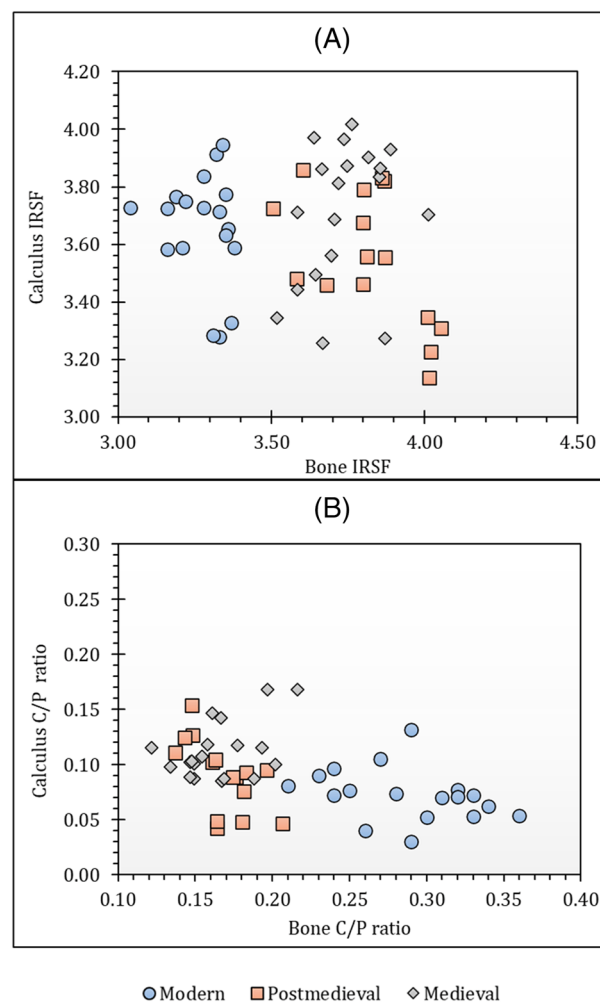 (A)
4.20
4.00
3.80
3.60
3.40
3.20
3.00
Calculus IRSF
3.00 3.50 4.00 4.50
Bone IRSF
(B)
0.30
0.25
0.20
0.15
0.10
0.05
0.00
Calculus C/P ratio
0.10 0.15 0.20 0.25 0.30 0.35 0.40
Bone C/P ratio
Modern Postmedieval Medieval